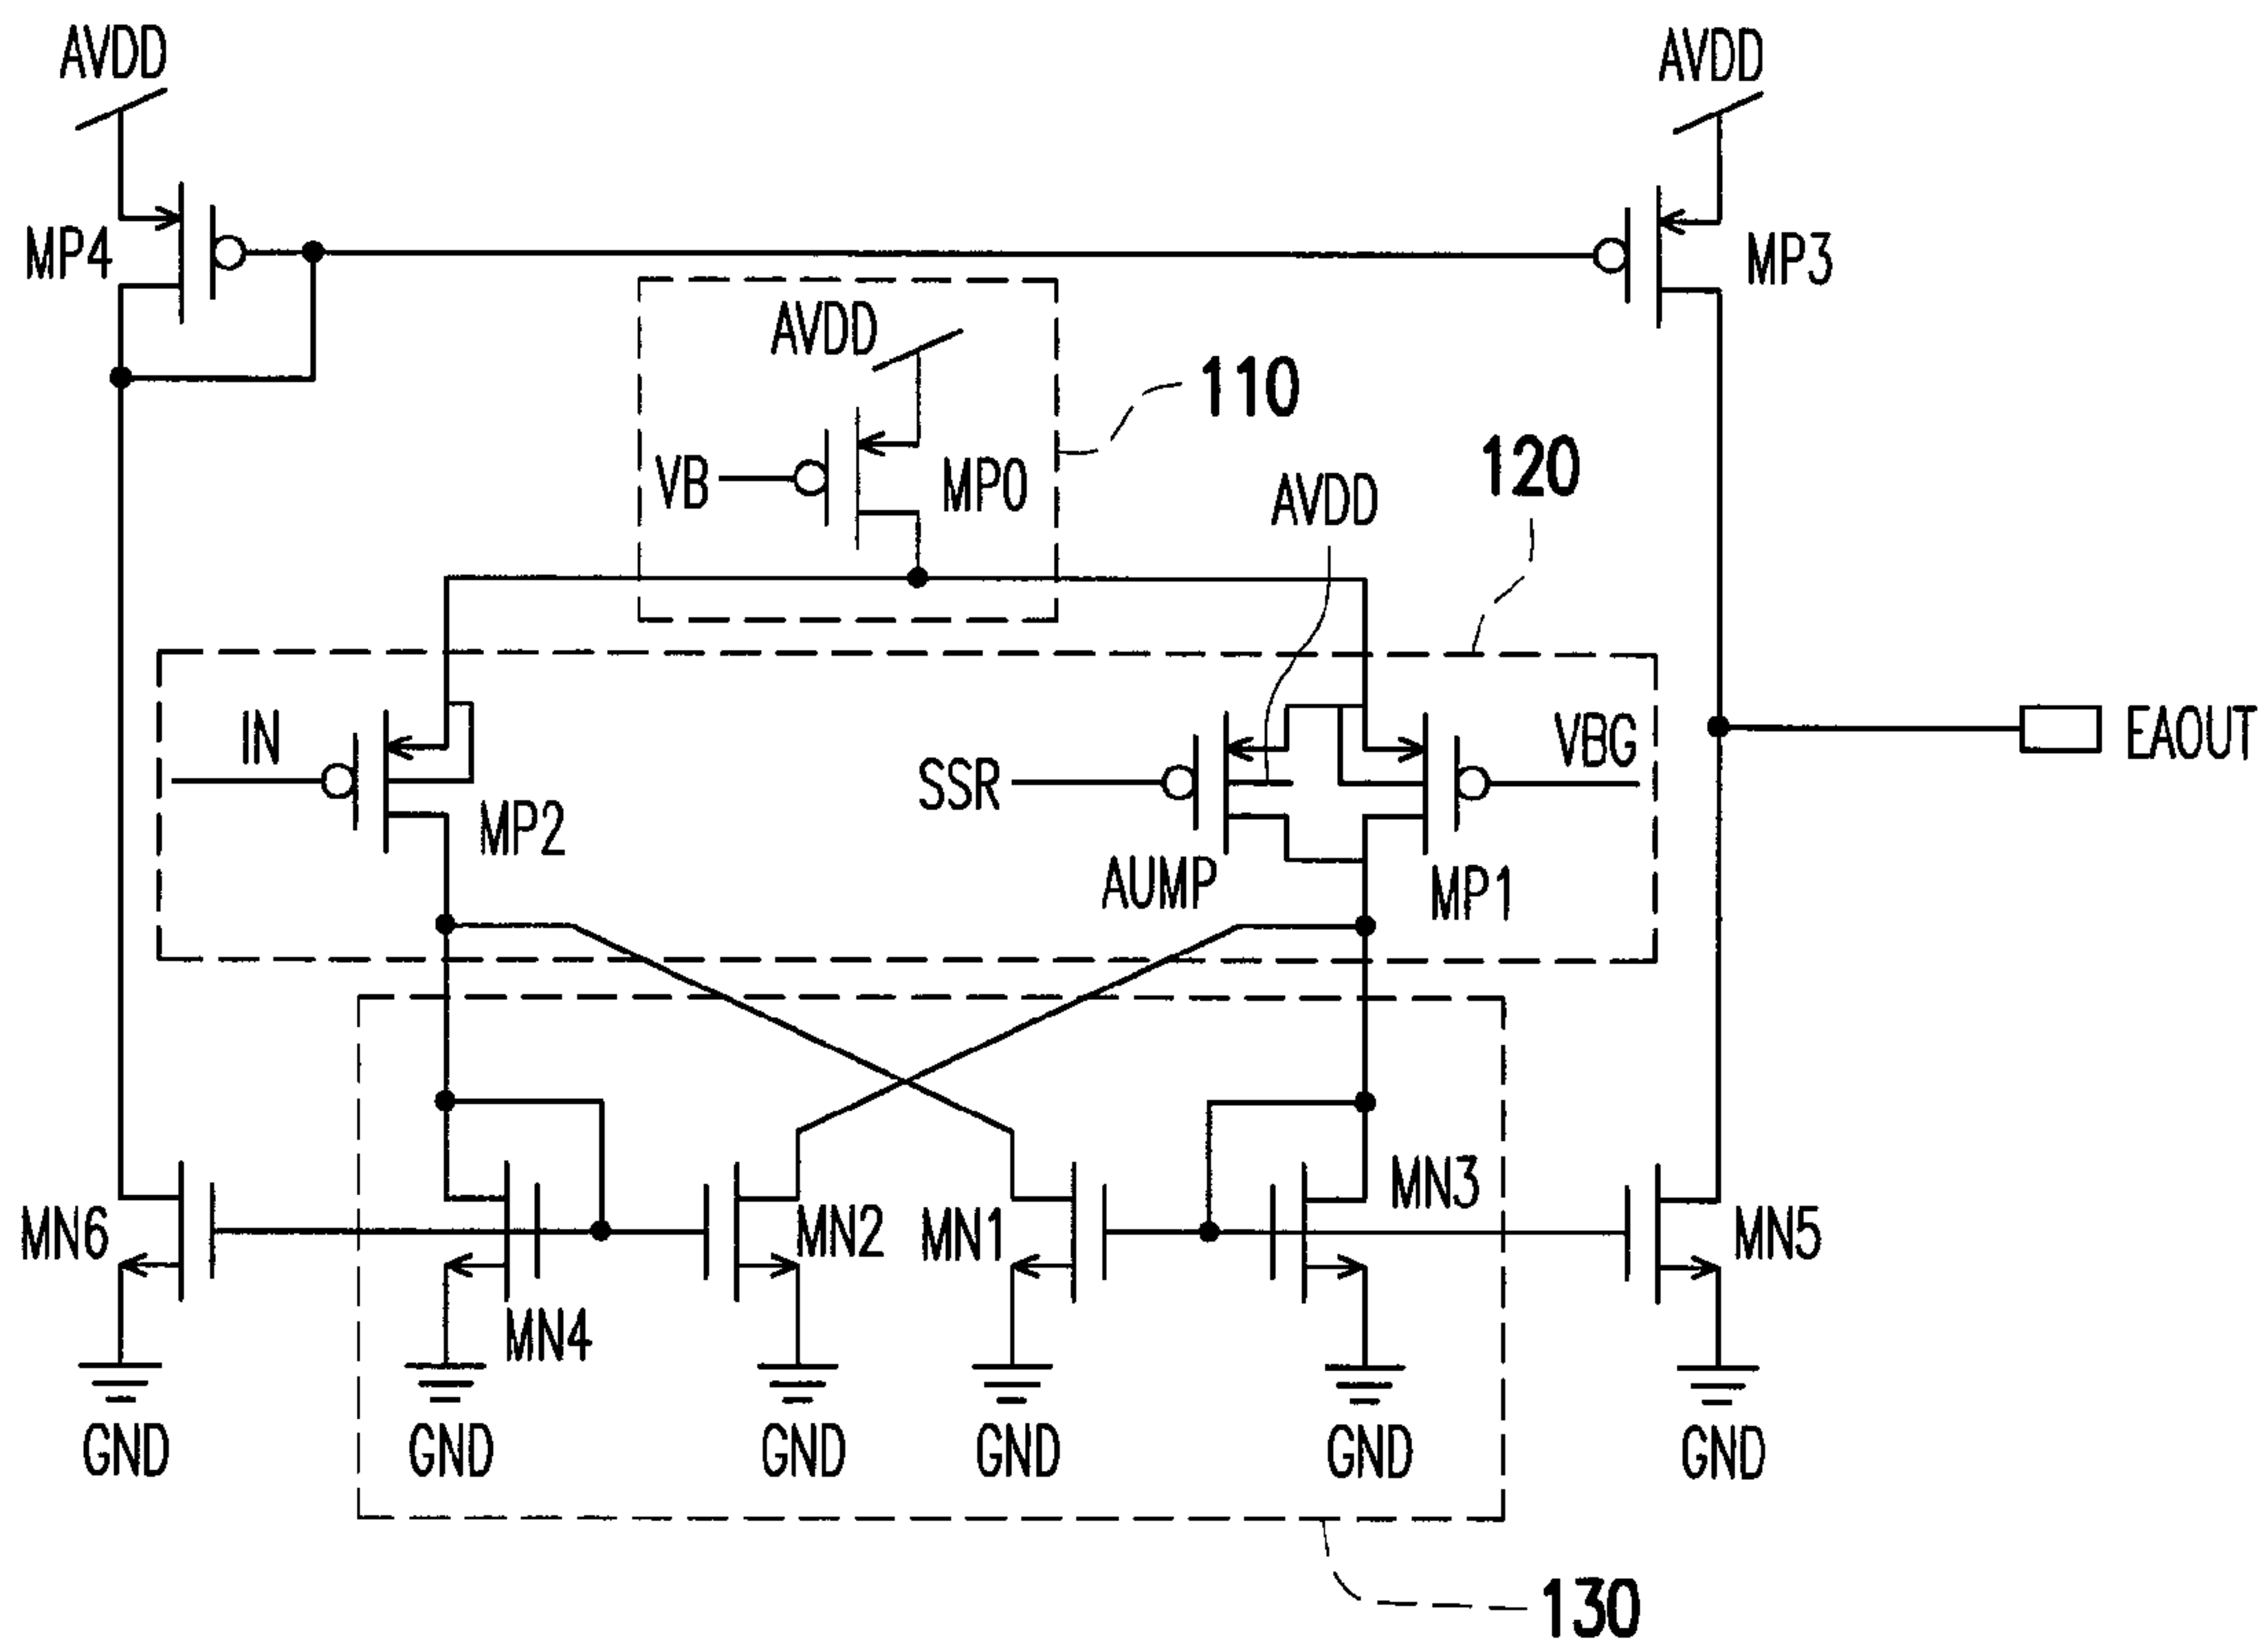 AVDD
AVDD
MP4
MP3
AVDD
110
VB
MP0
120
AVDD
IN
VBG
EAOUT
SSR
MP2
AUMP
MP1
MN3
MN6
MN2
MN1
MN5
MN4
GND
GND
GND
GND
GND
GND
130